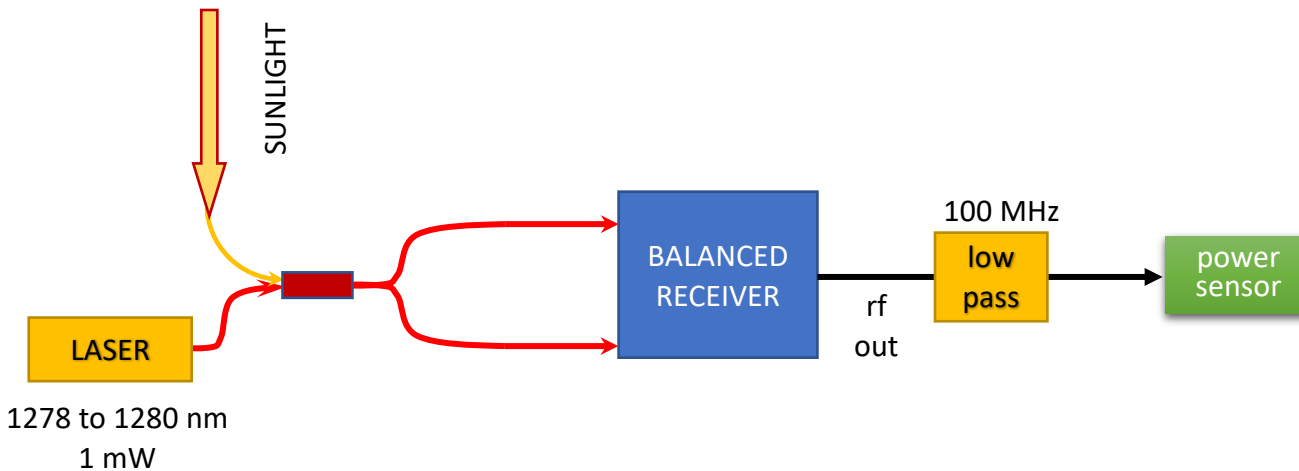 SUNLIGHT
LASER
1278 to 1280 nm
1 mW
BALANCED
RECEIVER
rf
out
100 MHz
low
pass
power
sensor